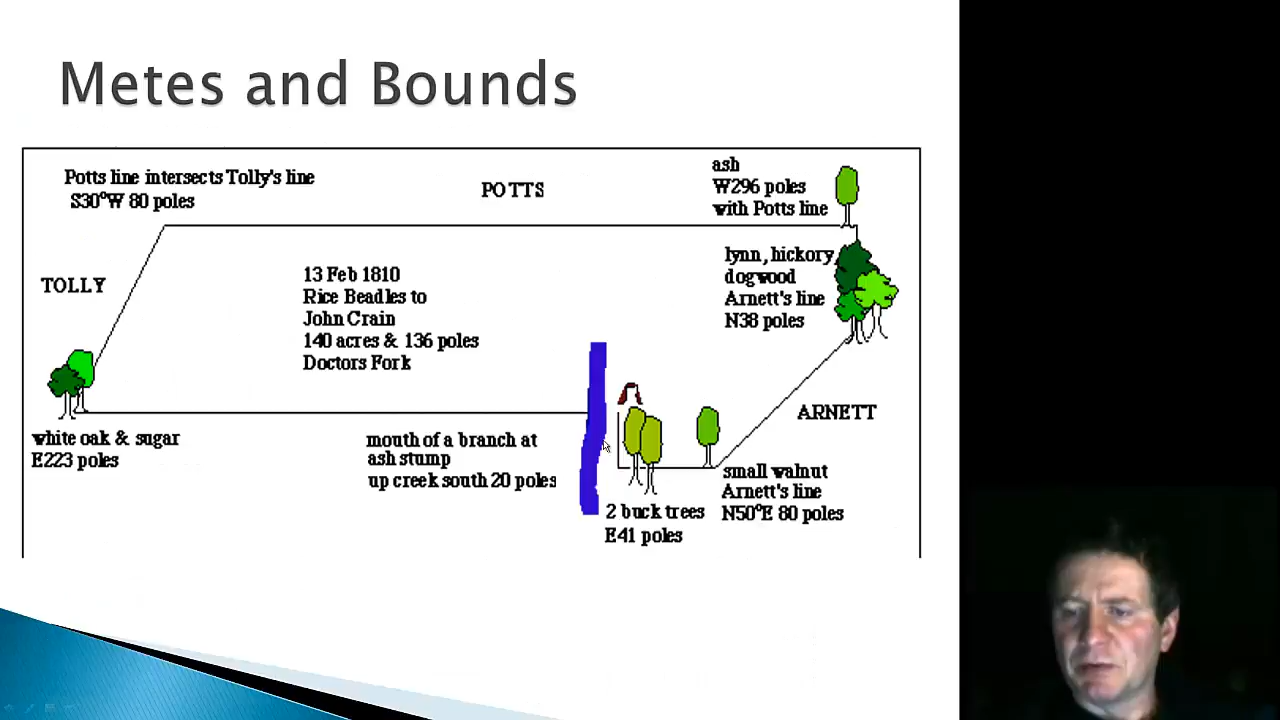 Metes and Bounds
Potts line intersects Tolly's line
S30°W 80 poles
POTTS
ash
W296 poles
with Potts line
TOLLY
13 Feb 1810
Rice Beadles to
John Crain
140 acres & 136 poles
Doctors Fork
lynn, hickory,
dogwood
Arnett's line
N38 poles
ARNETT
white oak & sugar
E223 poles
mouth of a branch at
ash stump
up creek south 20 poles
2 buck trees
E41 poles
small walnut
Arnett's line
N50°E 80 poles